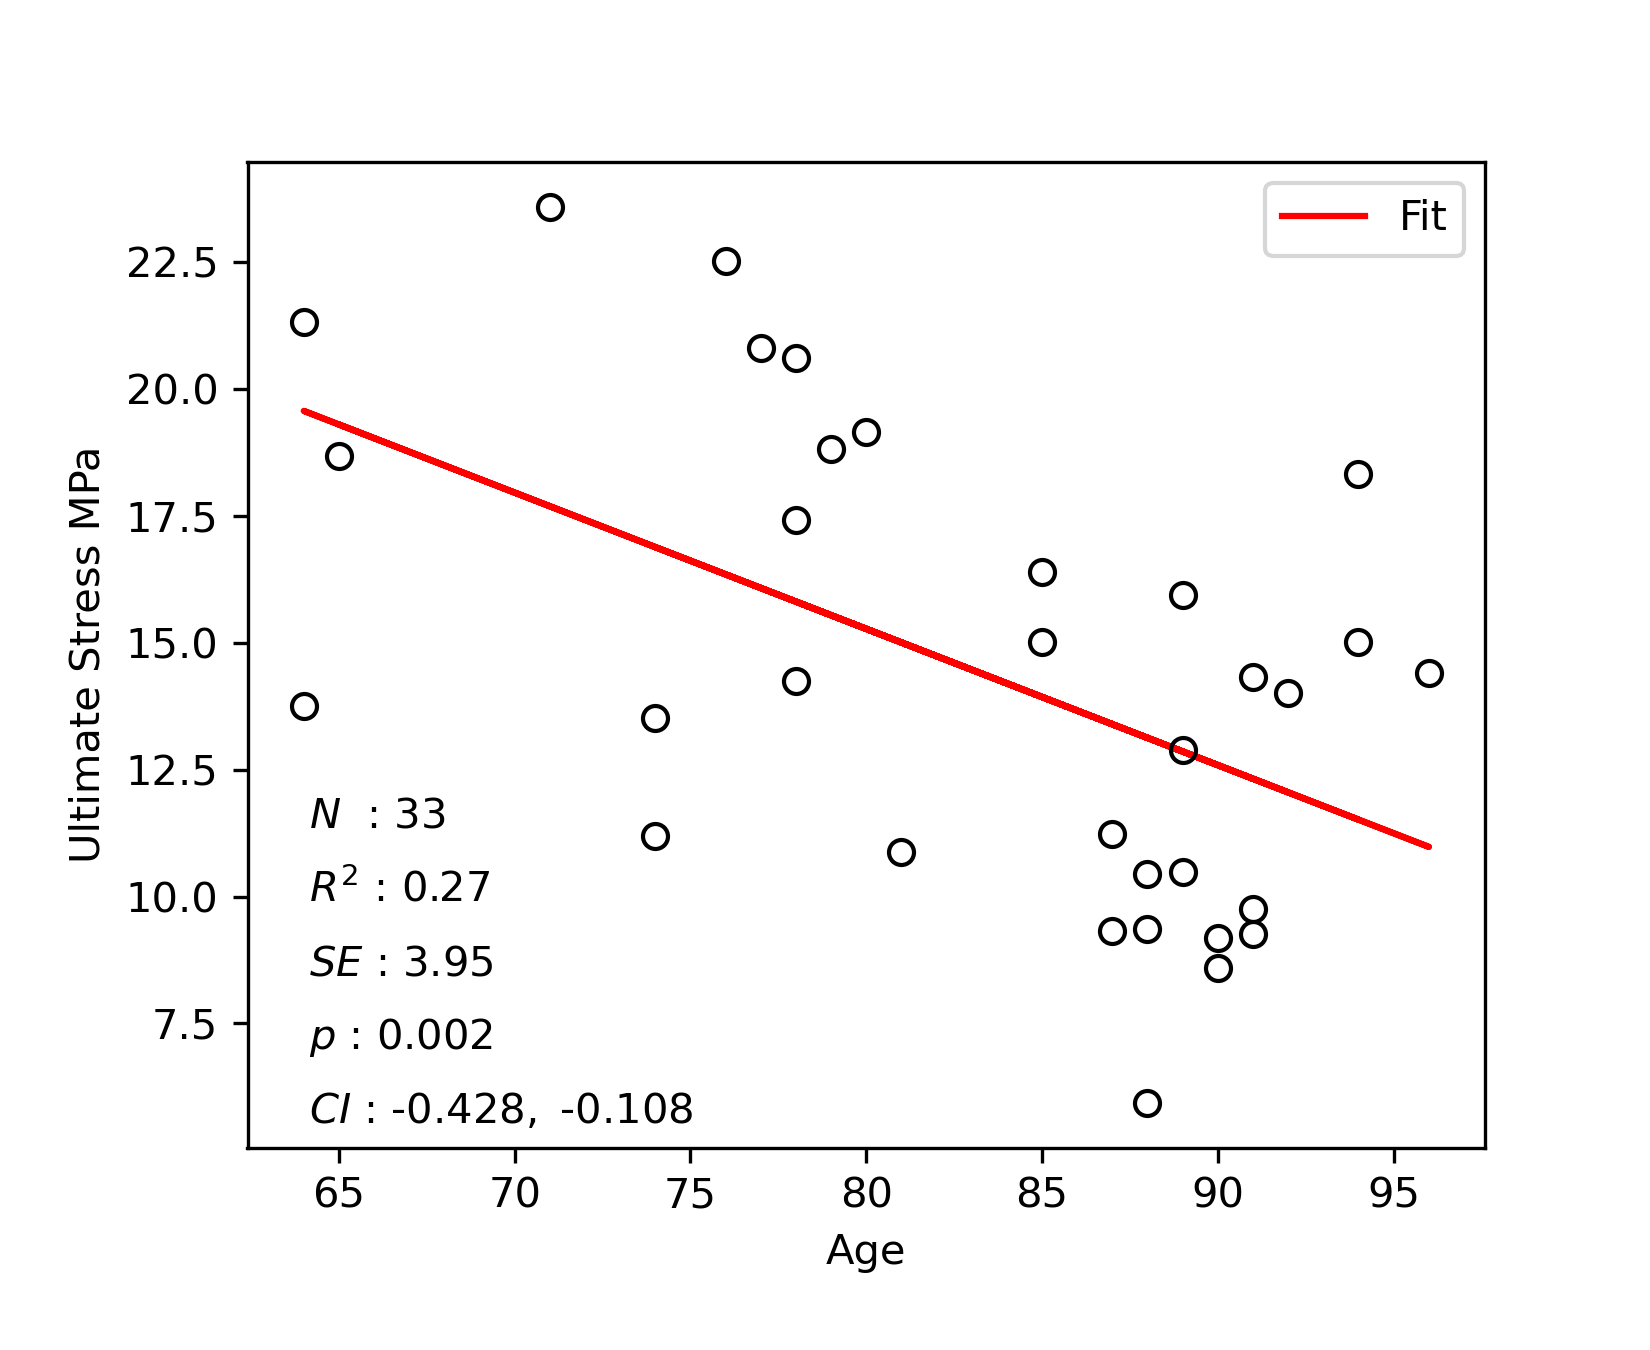 Fit
22.5
20.0
17.5
15.0
12.5
10.0
7.5
Ultimate Stress MPa
N : 33
R² : 0.27
SE : 3.95
p : 0.002
CI : -0.428, -0.108
65 70 75 80 85 90 95
Age